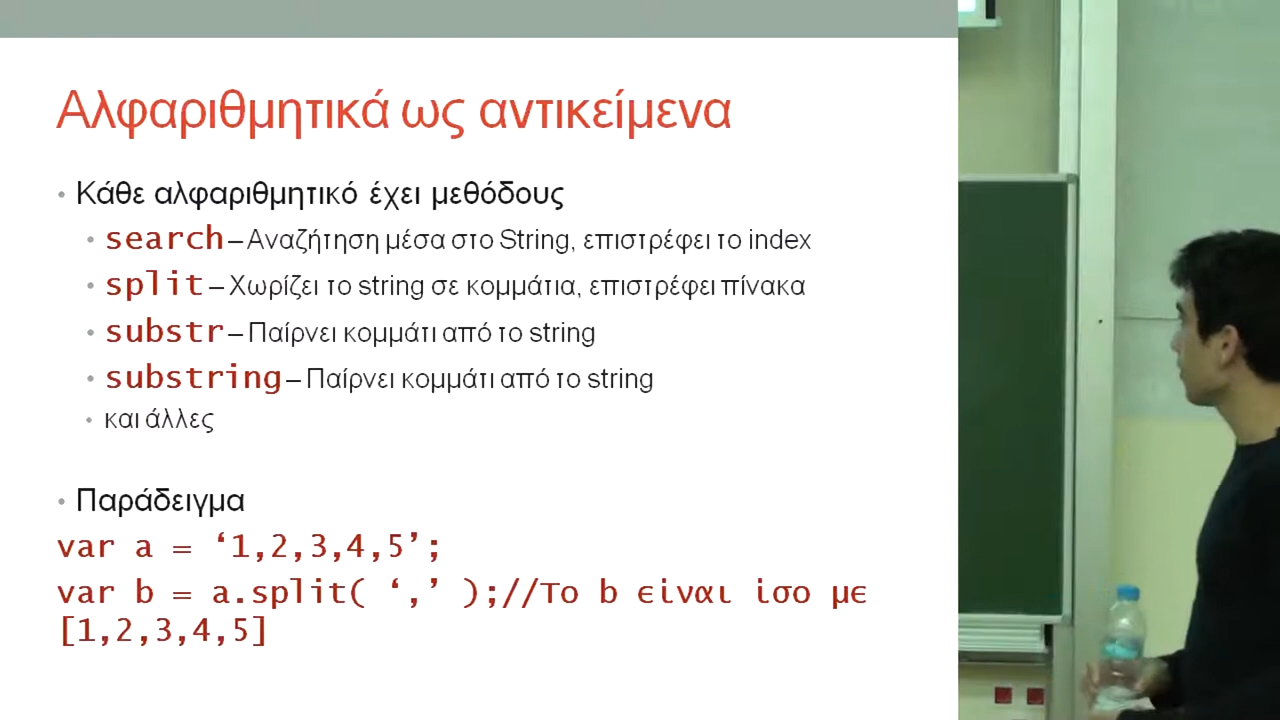 Αλφαριθμητικά ως αντικείμενα
• Κάθε αλφαριθμητικό έχει μεθόδους
• search – Αναζήτηση μέσα στο String, επιστρέφει το index
• split – Χωρίζει το string σε κομμάτια, επιστρέφει πίνακα
• substr – Παίρνει κομμάτι από το string
• substring – Παίρνει κομμάτι από το string
• και άλλες
• Παράδειγμα
var a = ‘1,2,3,4,5’;
var b = a.split( ‘,’ );//Το b είναι ίσο με
[1,2,3,4,5]